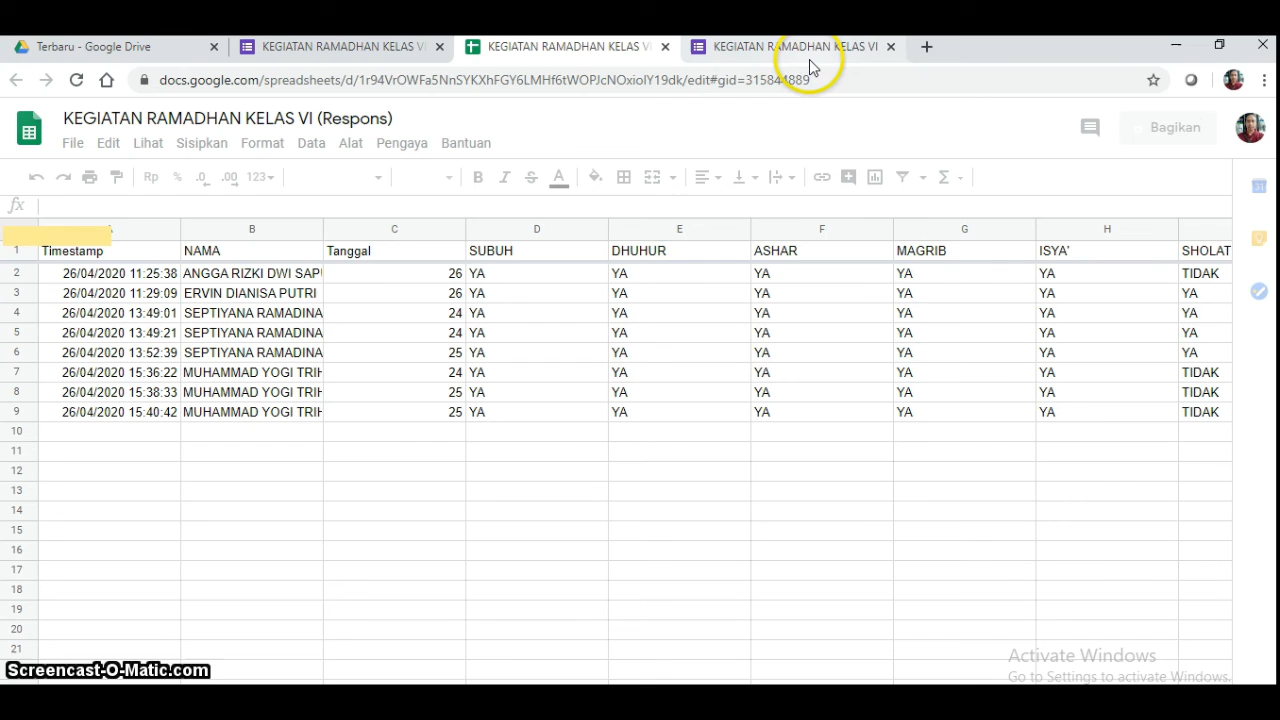 Terbaru - Google Drive KEGIATAN RAMADHAN KELAS VI KEGIATAN RAMADHAN KELAS VI KEGIATAN RAMADHAN KELAS VI
docs.google.com/spreadsheets/d/1r94VrOWFa5NnSYKXhFGY6LMHf6tWOPJcNOxioIY19dk/edit#gid=315844889
KEGIATAN RAMADHAN KELAS VI (Respons)
Bagikan
File Edit Lihat Sisipkan Format Data Alat Pengaya Bantuan
Rp % .0 .00 123
fx
B C D E F G H
1 Timestamp NAMA Tanggal SUBUH DHUHUR ASHAR MAGRIB ISYA' SHOLAT
2 26/04/2020 11:25:38 ANGGA RIZKI DWI SAPU 26 YA YA YA YA YA TIDAK
3 26/04/2020 11:29:09 ERVIN DIANISA PUTRI 26 YA YA YA YA YA YA
4 26/04/2020 13:49:01 SEPTIYANA RAMADINA 24 YA YA YA YA YA YA
5 26/04/2020 13:49:21 SEPTIYANA RAMADINA 24 YA YA YA YA YA YA
6 26/04/2020 13:52:39 SEPTIYANA RAMADINA 25 YA YA YA YA YA YA
7 26/04/2020 15:36:22 MUHAMMAD YOGI TRIH 24 YA YA YA YA YA TIDAK
8 26/04/2020 15:38:33 MUHAMMAD YOGI TRIH 25 YA YA YA YA YA TIDAK
9 26/04/2020 15:40:42 MUHAMMAD YOGI TRIH 25 YA YA YA YA YA TIDAK
10
11
12
13
14
15
16
17
18
19
20
21
Activate Windows
Go to Settings to activate Windows.
Screencast-O-Matic.com